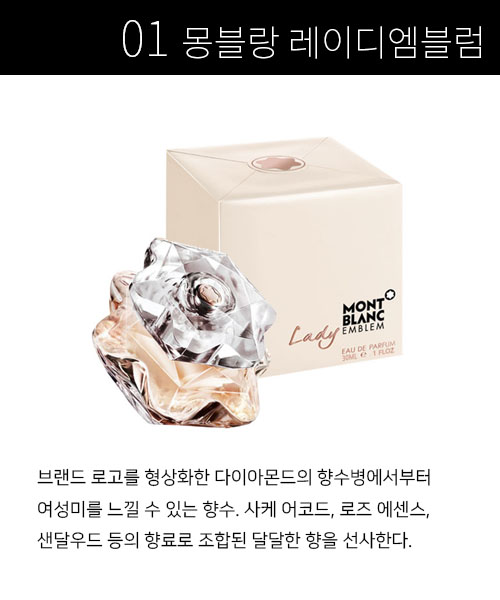 01 몽블랑 레이디엠블럼
MONT
BLANC
Lady EMBLEM
EAU DE PARFUM
30ML ℮ 1 FL.OZ
브랜드 로고를 형상화한 다이아몬드의 향수병에서부터
여성미를 느낄 수 있는 향수. 사케 어코드, 로즈 에센스,
샌달우드 등의 향료로 조합된 달달한 향을 선사한다.